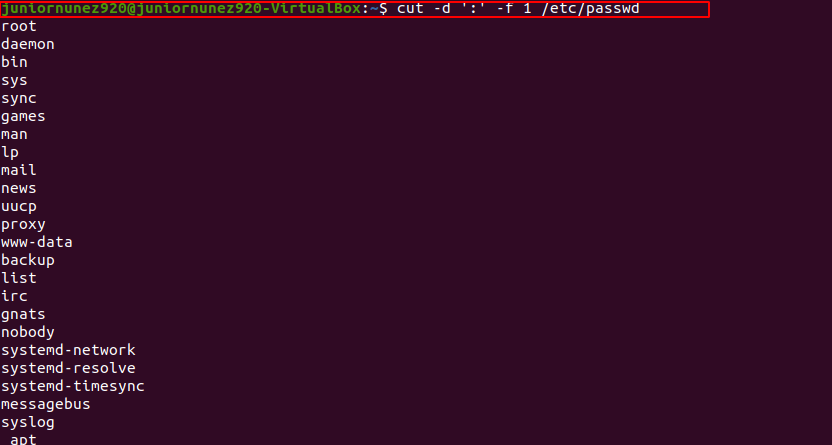 juniornunez920@juniornunez920-VirtualBox:~$ cut -d ':' -f 1 /etc/passwd
root
daemon
bin
sys
sync
games
man
lp
mail
news
uucp
proxy
www-data
backup
list
irc
gnats
nobody
systemd-network
systemd-resolve
systemd-timesync
messagebus
syslog
_apt